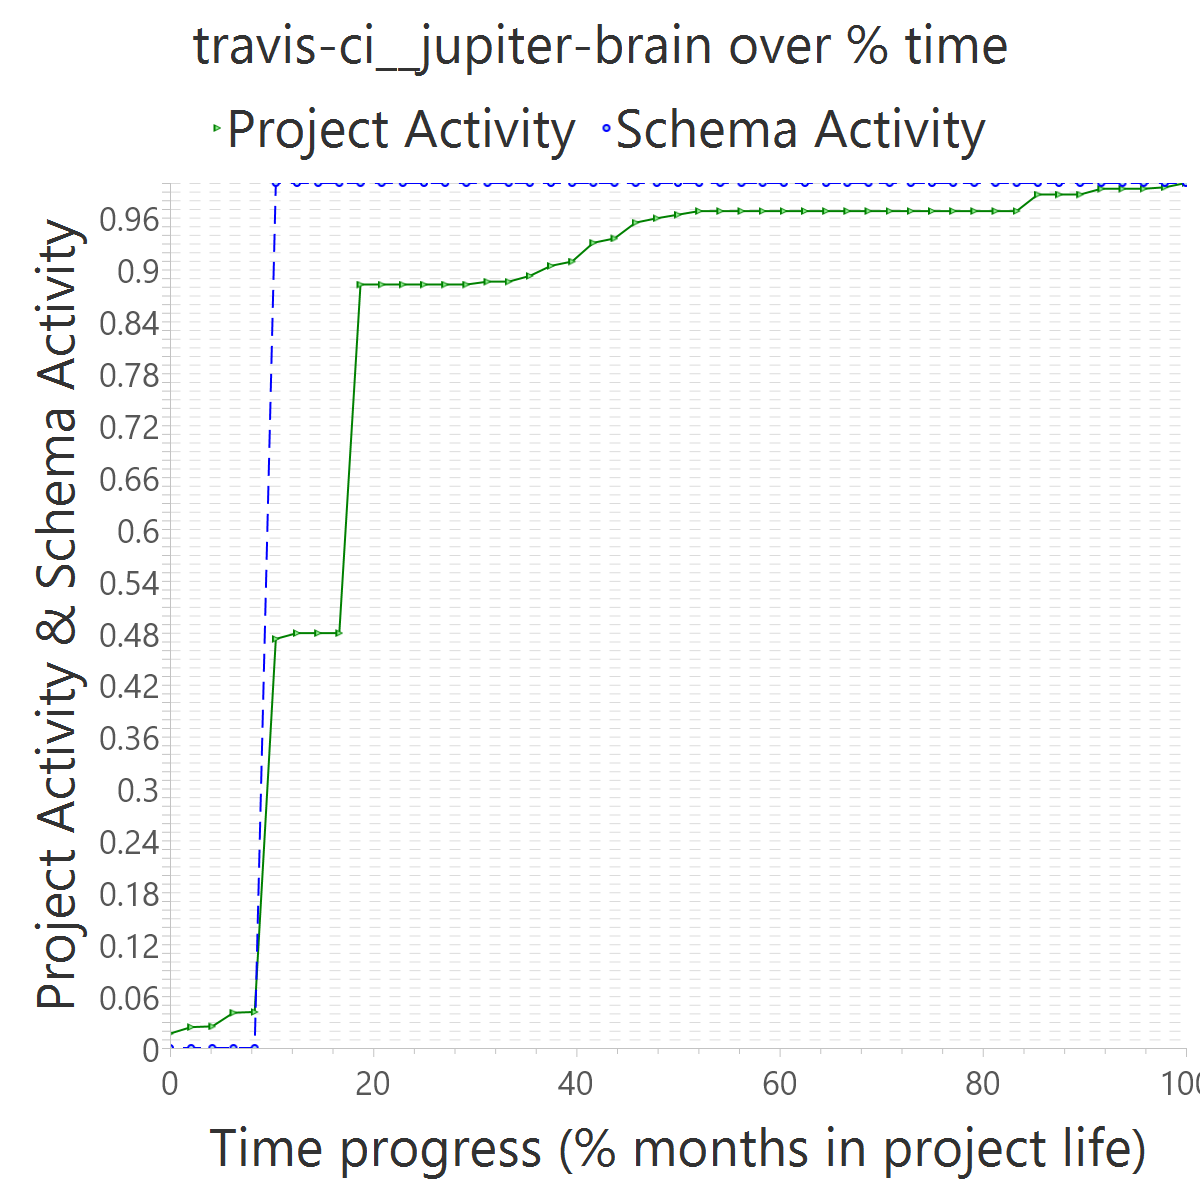 travis-ci__jupiter-brain over % time
Project Activity
Schema Activity
Project Activity & Schema Activity
0.96
0.9
0.84
0.78
0.72
0.66
0.6
0.54
0.48
0.42
0.36
0.3
0.24
0.18
0.12
0.06
0
0 20 40 60 80 100
Time progress (% months in project life)